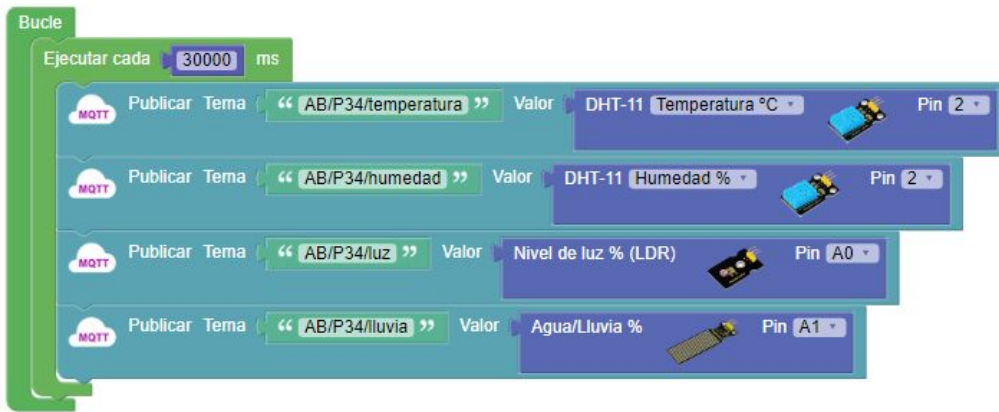 Bucle
Ejecutar cada 30000 ms
MQTT Publicar Tema “ AB/P34/temperatura ” Valor DHT-11 Temperatura ºC Pin 2
MQTT Publicar Tema “ AB/P34/humedad ” Valor DHT-11 Humedad % Pin 2
MQTT Publicar Tema “ AB/P34/luz ” Valor Nivel de luz % (LDR) Pin A0
MQTT Publicar Tema “ AB/P34/lluvia ” Valor Agua/Lluvia % Pin A1